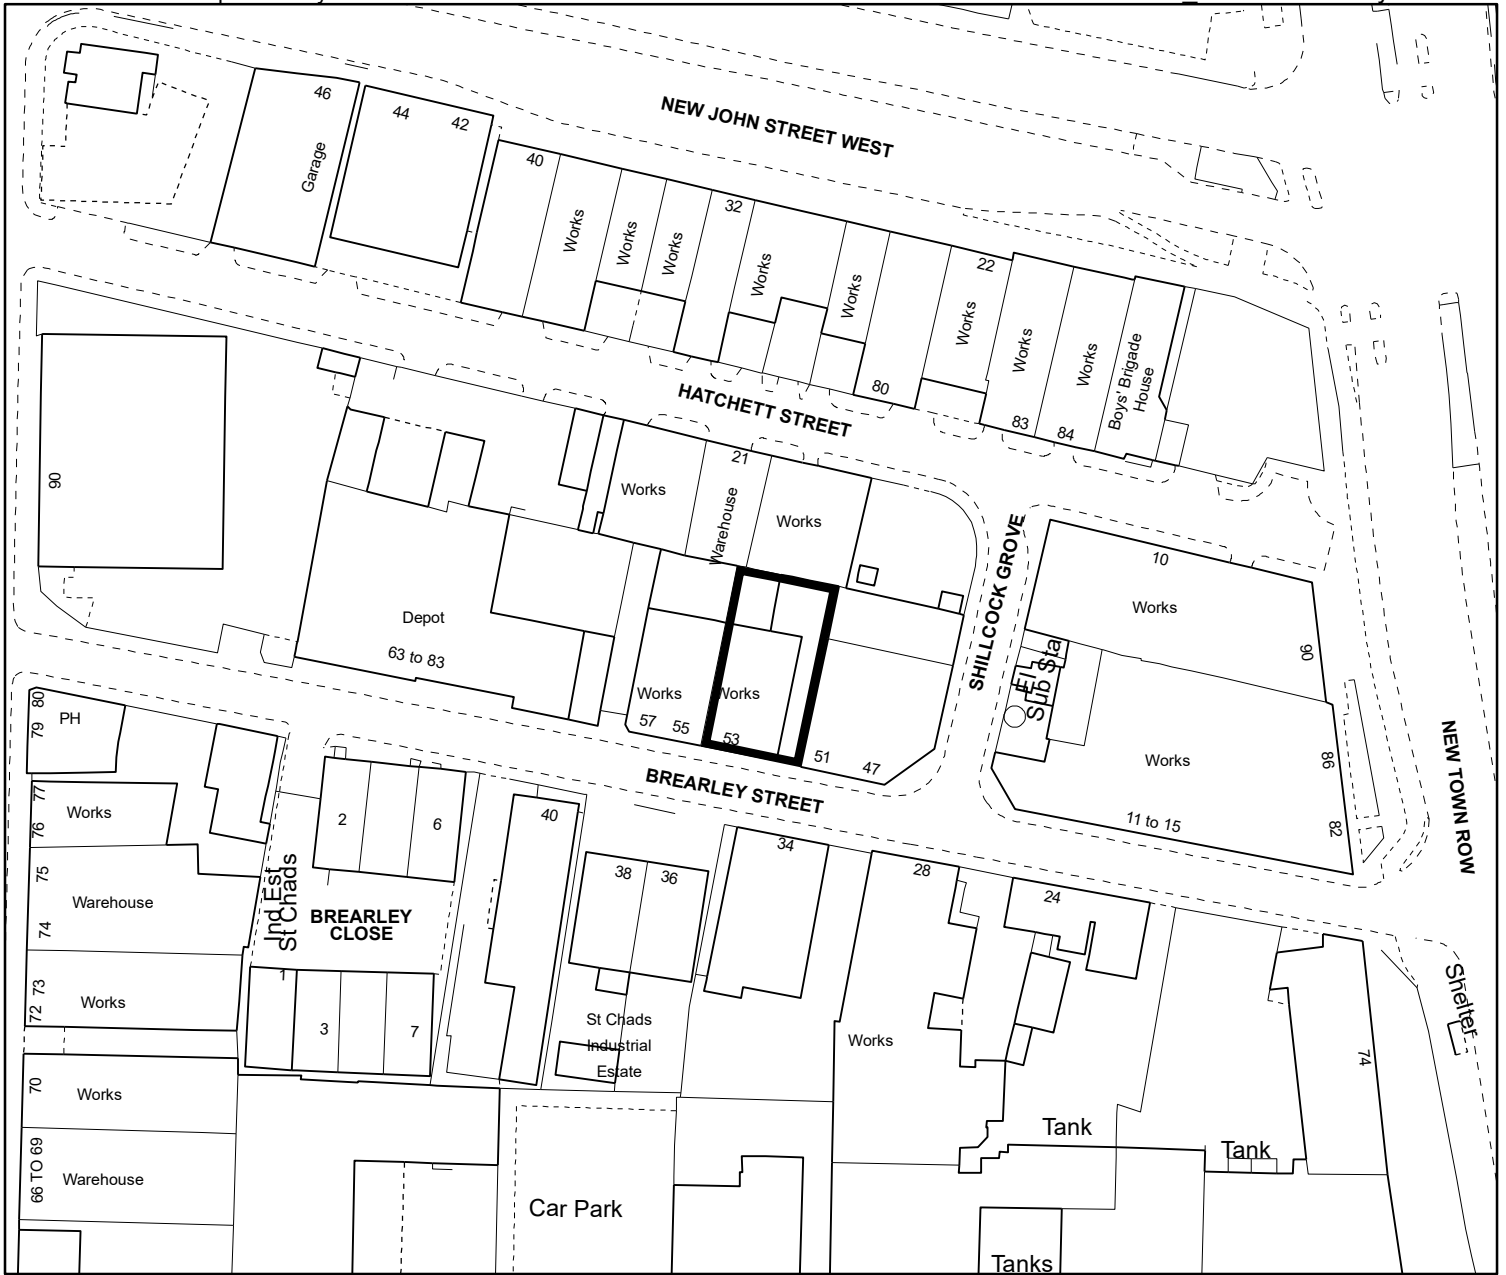 46
44
42
Garage
NEW JOHN STREET WEST
40
Works
Works
Works
32
Works
Works
22
Works
Works
Works
Boys' Brigade
House
80
83
84
HATCHETT STREET
90
21
Works
Warehouse
Works
SHILLCOCK GROVE
10
Works
90
Depot
63 to 83
El
Sub Sta
Works
57
55
Works
53
51
47
Works
86
82
11 to 15
NEW TOWN ROW
BREARLEY STREET
80
79
PH
77
76
Works
2
6
40
34
38
36
28
24
75
74
Warehouse
Ind Est
St Chads
BREARLEY
CLOSE
73
72
Works
1
3
7
St Chads
Industrial
Estate
Works
Shelter
74
70
Works
66 TO 69
Warehouse
Car Park
Tank
Tank
Tanks